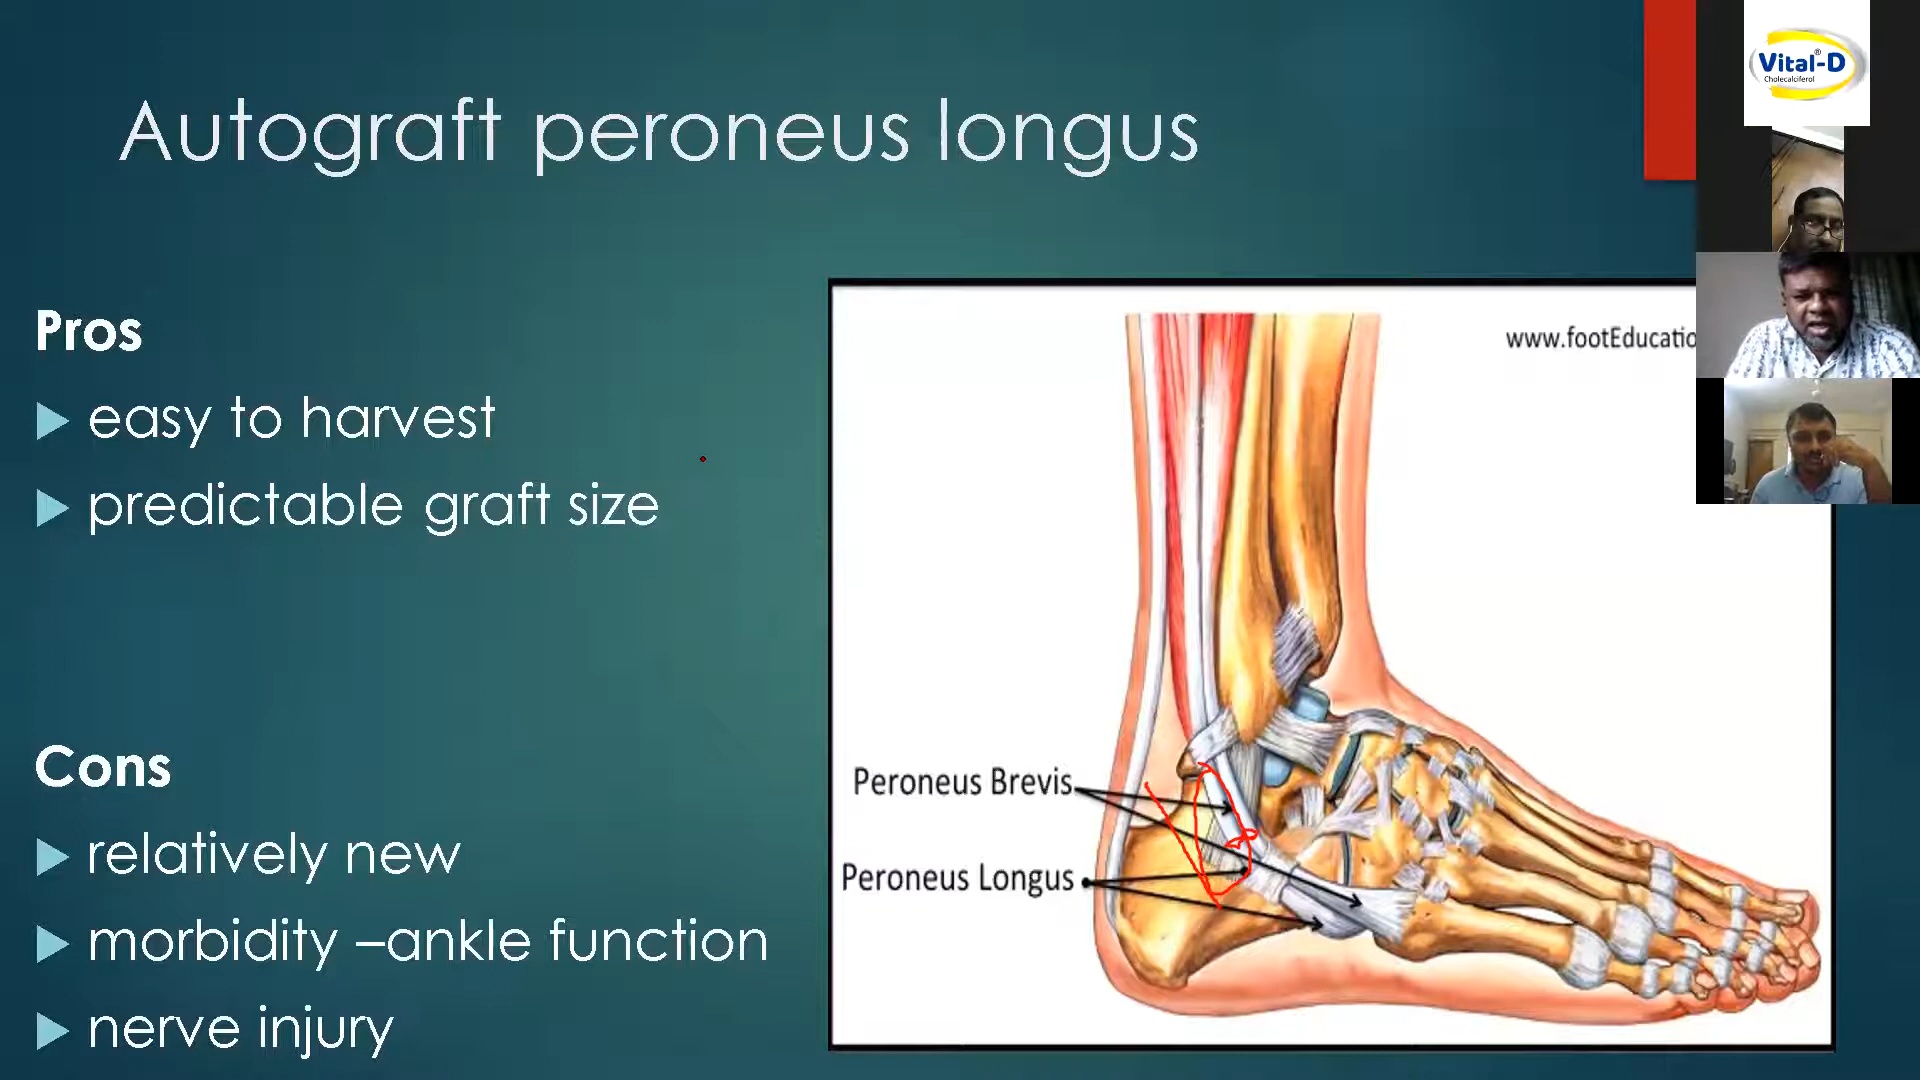 Autograft peroneus longus
Vital-D®
Cholecalciferol
Pros
easy to harvest
predictable graft size
Cons
relatively new
morbidity –ankle function
nerve injury
www.footEducatio
Peroneus Brevis
Peroneus Longus